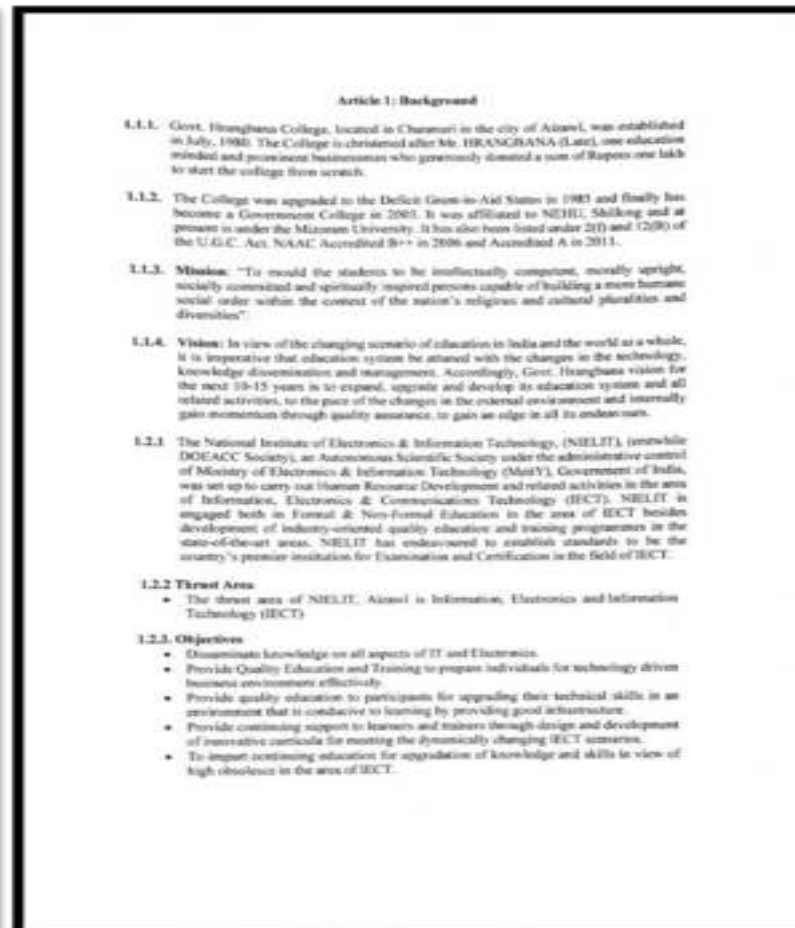 Article 1: Background
1.1.1. Govt. Hrangbana College, located in Chanmari in the city of Aizawl, was established
in July, 1980. The College is christened after Mr. HRANGBANA (Late), one education
minded and prominent businessman who generously donated a sum of Rupees one lakh
to start the college from scratch.
1.1.2. The College was upgraded to the Deficit Grant-in-Aid Status in 1985 and finally has
become a Government College in 2003. It was affiliated to NEHU, Shillong and at
present is under the Mizoram University. It has also been listed under 2(f) and 12(B) of
the U.G.C. Act. NAAC Accredited B++ in 2006 and Accredited A in 2011.
1.1.3. Mission: "To mould the students to be intellectually competent, morally upright,
socially committed and spiritually inspired persons capable of building a more humane
social order within the context of the nation's religious and cultural pluralities and
diversities"
1.1.4. Vision: In view of the changing scenario of education in India and the world as a whole,
it is imperative that education system be attuned with the changes in the technology,
knowledge dissemination and management. Accordingly, Govt. Hrangbana vision for
the next 10-15 years is to expand, upgrade and develop its education system and all
related activities, to the pace of the changes in the external environment and internally
gain momentum through quality assurance, to gain an edge in all its endeavours.
1.2.1 The National Institute of Electronics & Information Technology, (NIELIT), (erstwhile
DOEACC Society), an Autonomous Scientific Society under the administrative control
of Ministry of Electronics & Information Technology (MeitY), Government of India,
was set up to carry out Human Resource Development and related activities in the area
of Information, Electronics & Communications Technology (IECT). NIELIT is
engaged both in Formal & Non-Formal Education in the area of IECT besides
development of industry-oriented quality education and training programmes in the
state-of-the-art areas. NIELIT has endeavoured to establish standards to be the
country's premier institution for Examination and Certification in the field of IECT.
1.2.2 Thrust Area
• The thrust area of NIELIT, Aizawl is Information, Electronics and Information
Technology (IECT)
1.2.3. Objectives
• Disseminate knowledge on all aspects of IT and Electronics.
• Provide Quality Education and Training to prepare individuals for technology driven
business environment effectively.
• Provide quality education to participants for upgrading their technical skills in an
environment that is conducive to learning by providing good infrastructure.
• Provide continuing support to learners and trainers through design and development
of innovative curricula for meeting the dynamically changing IECT scenarios.
• To impart continuing education for upgradation of knowledge and skills in view of
high obsolesce in the area of IECT.